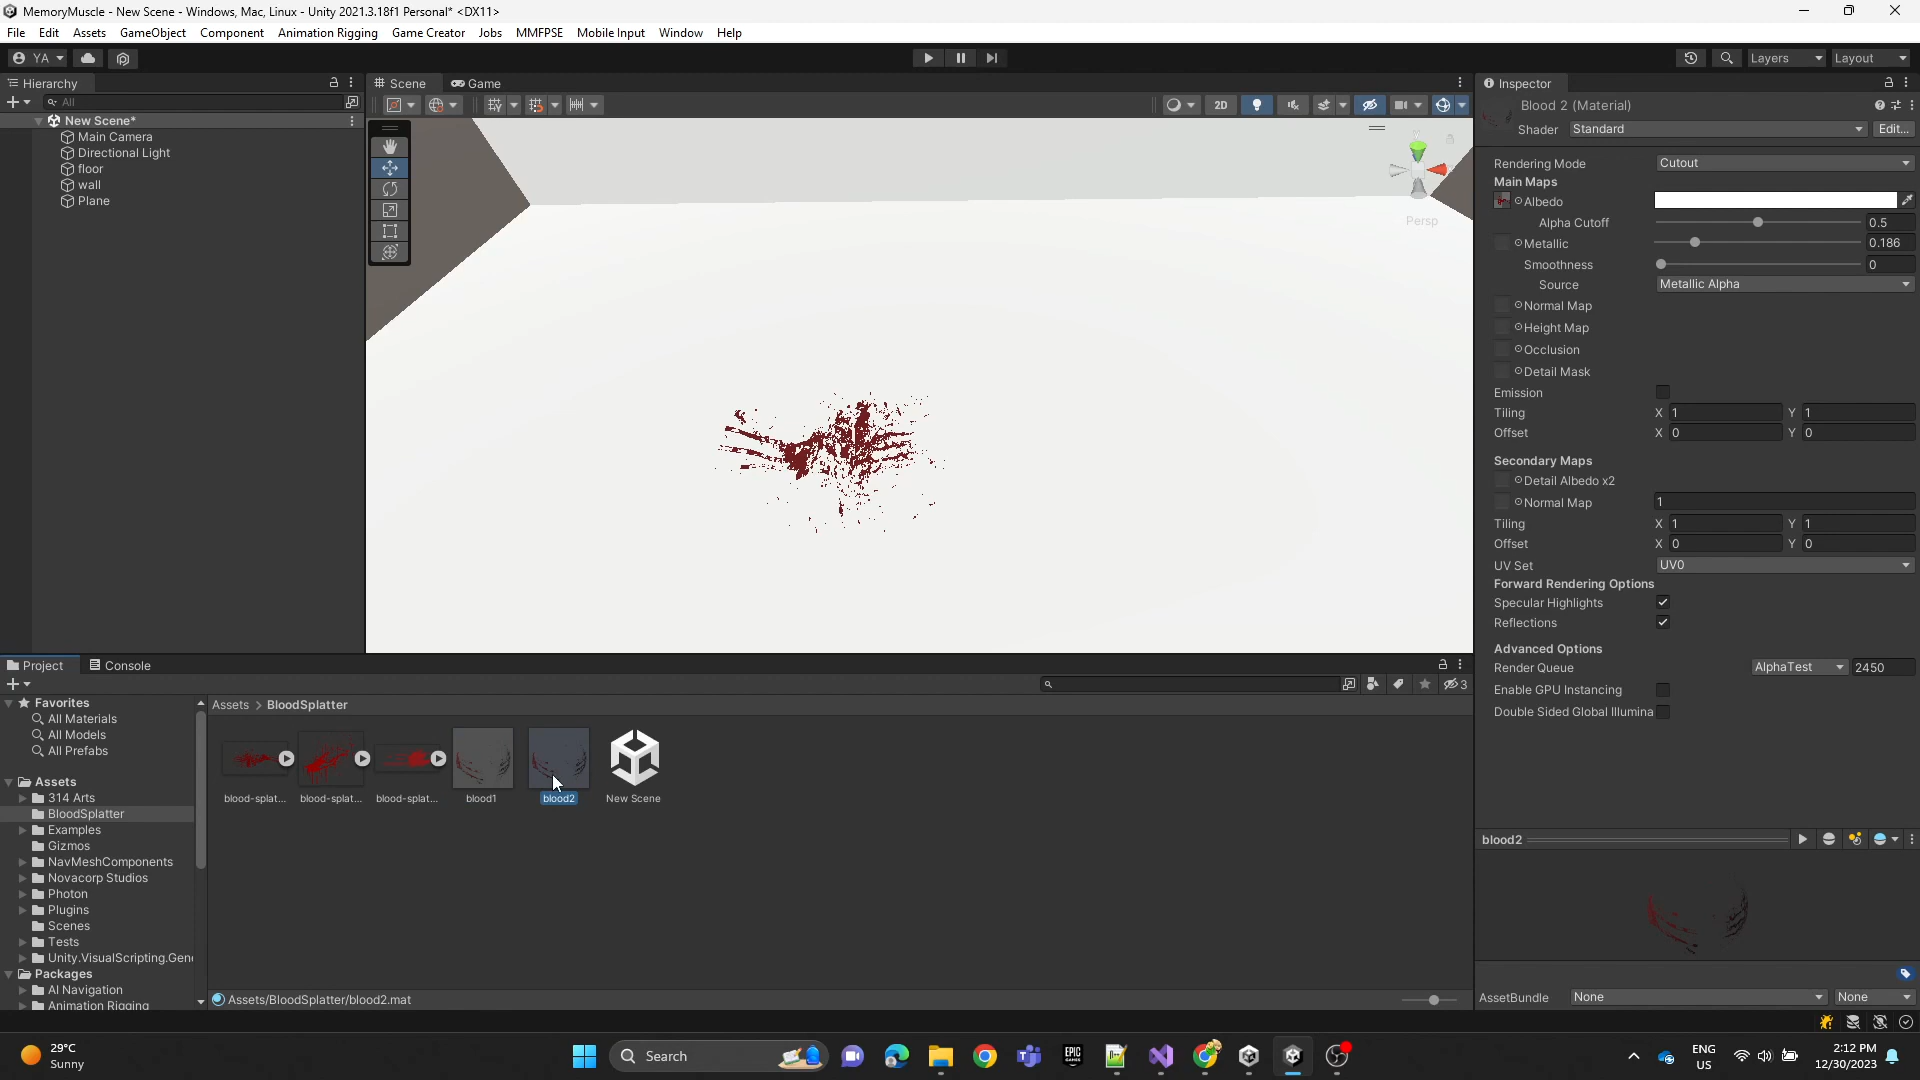 MemoryMuscle - New Scene - Windows, Mac, Linux - Unity 2021.3.18f1 Personal* <DX11>
File Edit Assets GameObject Component Animation Rigging Game Creator Jobs MMFPSE Mobile Input Window Help
YA Layers Layout
Hierarchy
All
New Scene*
Main Camera
Directional Light
floor
wall
Plane
Scene Game
2D
Y
Persp
Inspector
Blood 2 (Material)
Shader Standard Edit...
Rendering Mode Cutout
Main Maps
Albedo
Alpha Cutoff 0.5
Metallic 0.186
Smoothness 0
Source Metallic Alpha
Normal Map
Height Map
Occlusion
Detail Mask
Emission
Tiling X 1 Y 1
Offset X 0 Y 0
Secondary Maps
Detail Albedo x2
Normal Map 1
Tiling X 1 Y 1
Offset X 0 Y 0
UV Set UV0
Forward Rendering Options
Specular Highlights
Reflections
Advanced Options
Render Queue AlphaTest 2450
Enable GPU Instancing
Double Sided Global Illumina
blood2
AssetBundle None None
Project Console
3
Favorites
All Materials
All Models
All Prefabs
Assets
314 Arts
BloodSplatter
Examples
Gizmos
NavMeshComponents
Novacorp Studios
Photon
Plugins
Scenes
Tests
Unity.VisualScripting.Gen
Packages
AI Navigation
Animation Rigging
Assets > BloodSplatter
blood-splat... blood-splat... blood-splat... blood1 blood2 New Scene
Assets/BloodSplatter/blood2.mat
29°C
Sunny
Search
EPIC
GAMES
ENG
US
2:12 PM
12/30/2023